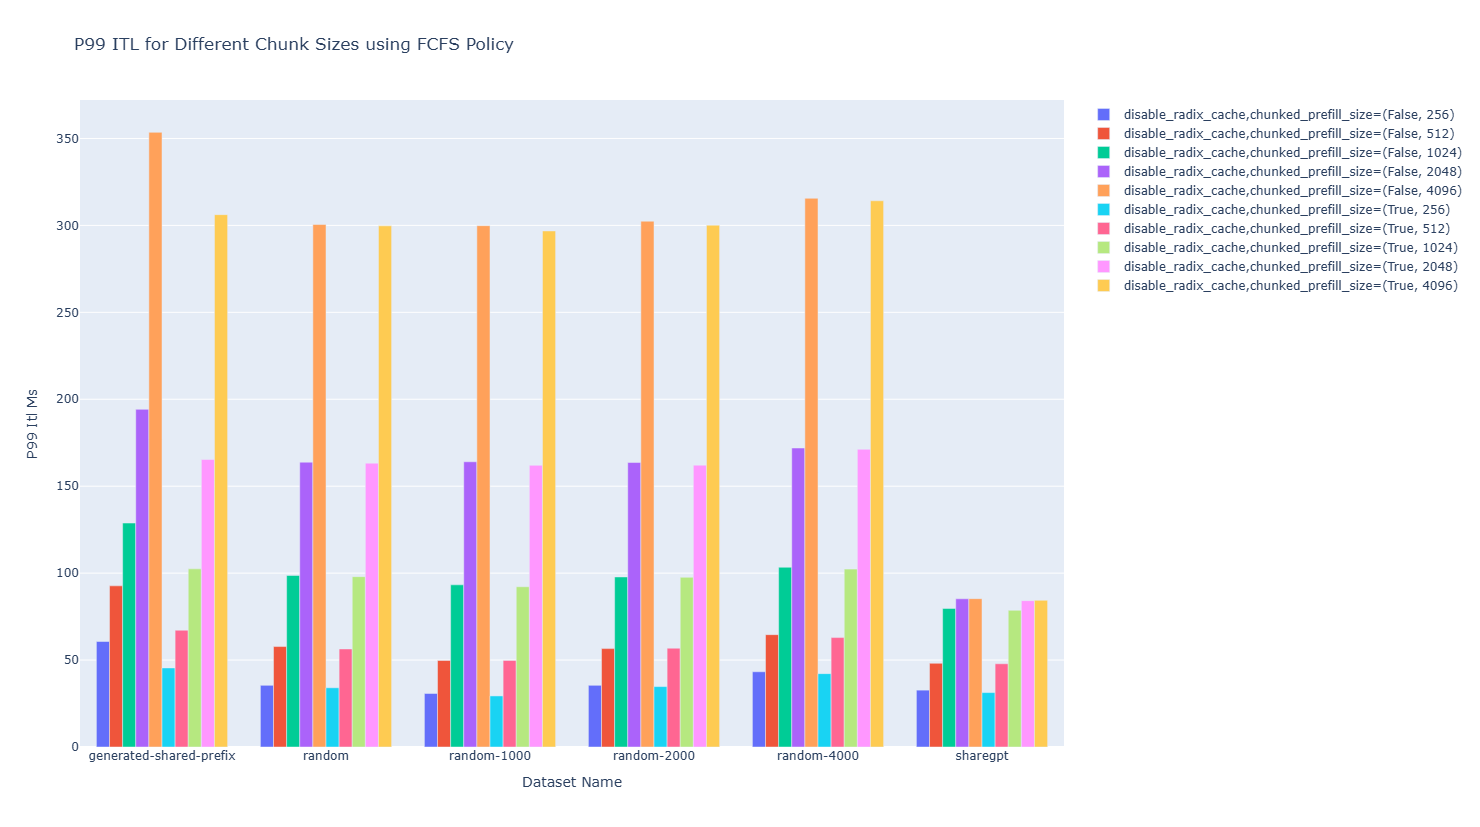 P99 ITL for Different Chunk Sizes using FCFS Policy
disable_radix_cache,chunked_prefill_size=(False, 256)
disable_radix_cache,chunked_prefill_size=(False, 512)
disable_radix_cache,chunked_prefill_size=(False, 1024)
disable_radix_cache,chunked_prefill_size=(False, 2048)
disable_radix_cache,chunked_prefill_size=(False, 4096)
disable_radix_cache,chunked_prefill_size=(True, 256)
disable_radix_cache,chunked_prefill_size=(True, 512)
disable_radix_cache,chunked_prefill_size=(True, 1024)
disable_radix_cache,chunked_prefill_size=(True, 2048)
disable_radix_cache,chunked_prefill_size=(True, 4096)
350
300
250
200
150
100
50
0
P99 Itl Ms
generated-shared-prefix
random
random-1000
random-2000
random-4000
sharegpt
Dataset Name